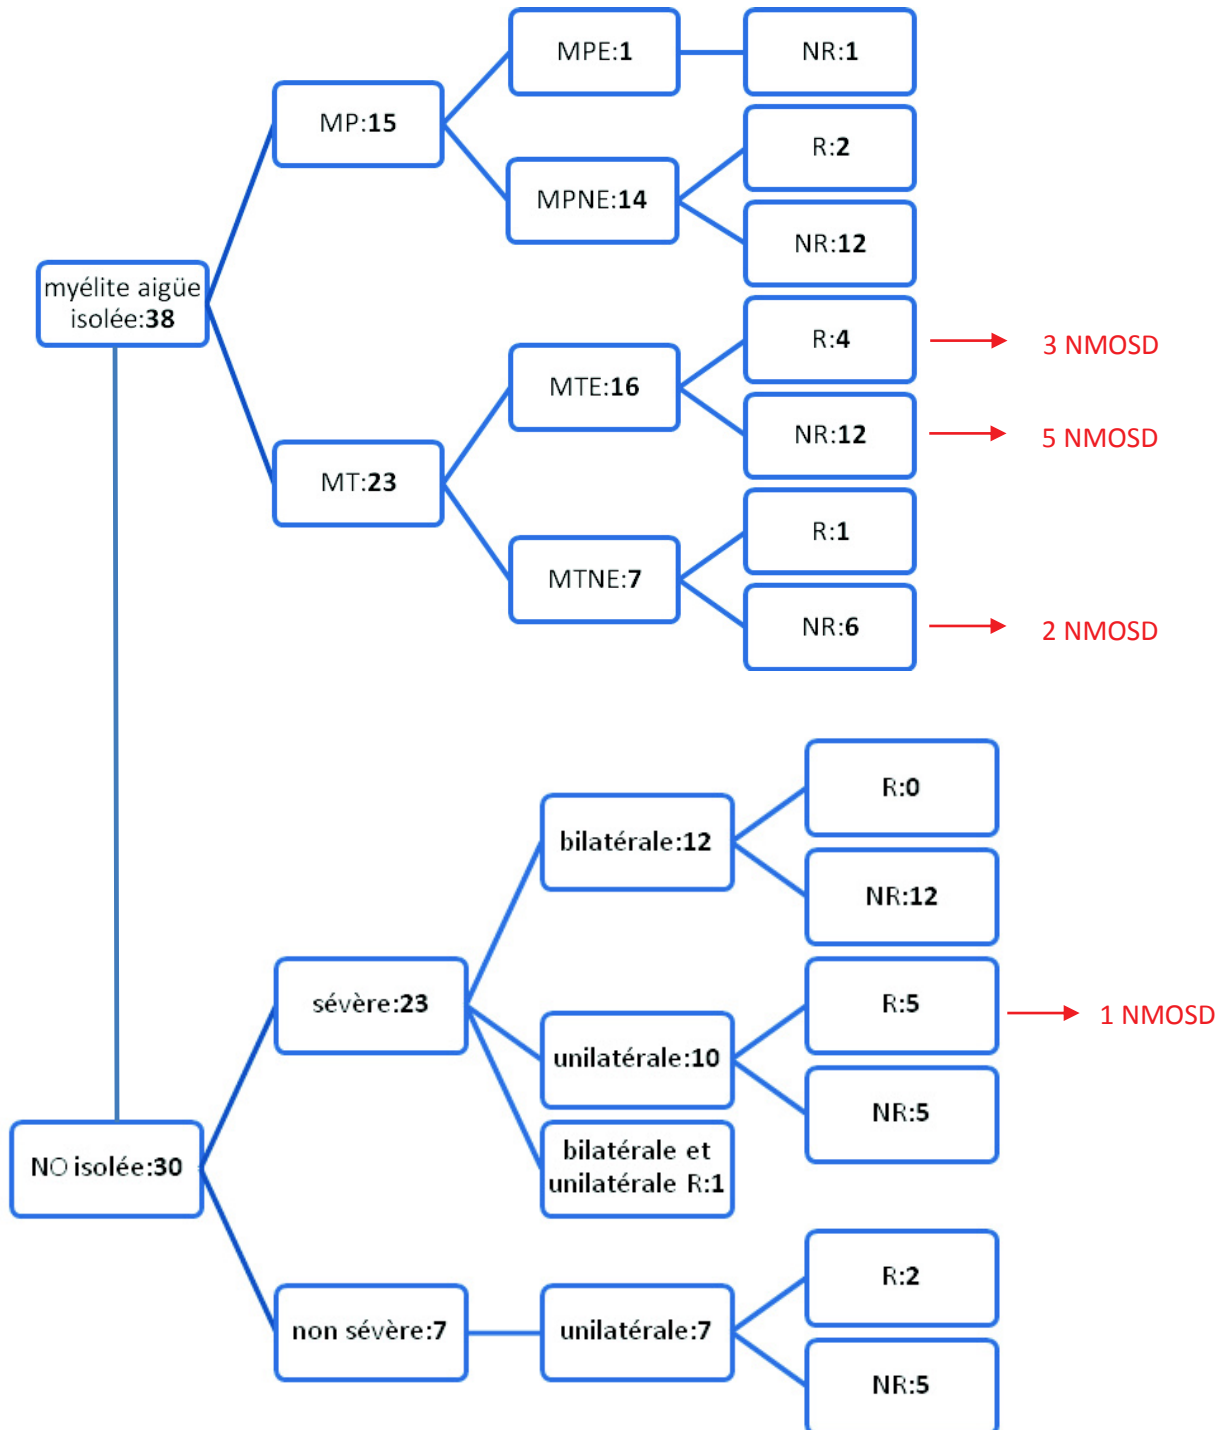 MPE:1
NR:1
MP:15
R:2
MPNE:14
NR:12
myélite aigüe
isolée:38
R:4
3 NMOSD
MTE:16
NR:12
5 NMOSD
MT:23
R:1
MTNE:7
NR:6
2 NMOSD
R:0
bilatérale:12
NR:12
sévère:23
R:5
1 NMOSD
unilatérale:10
NR:5
bilatérale et
unilatérale R:1
NO isolée:30
R:2
non sévère:7
unilatérale:7
NR:5